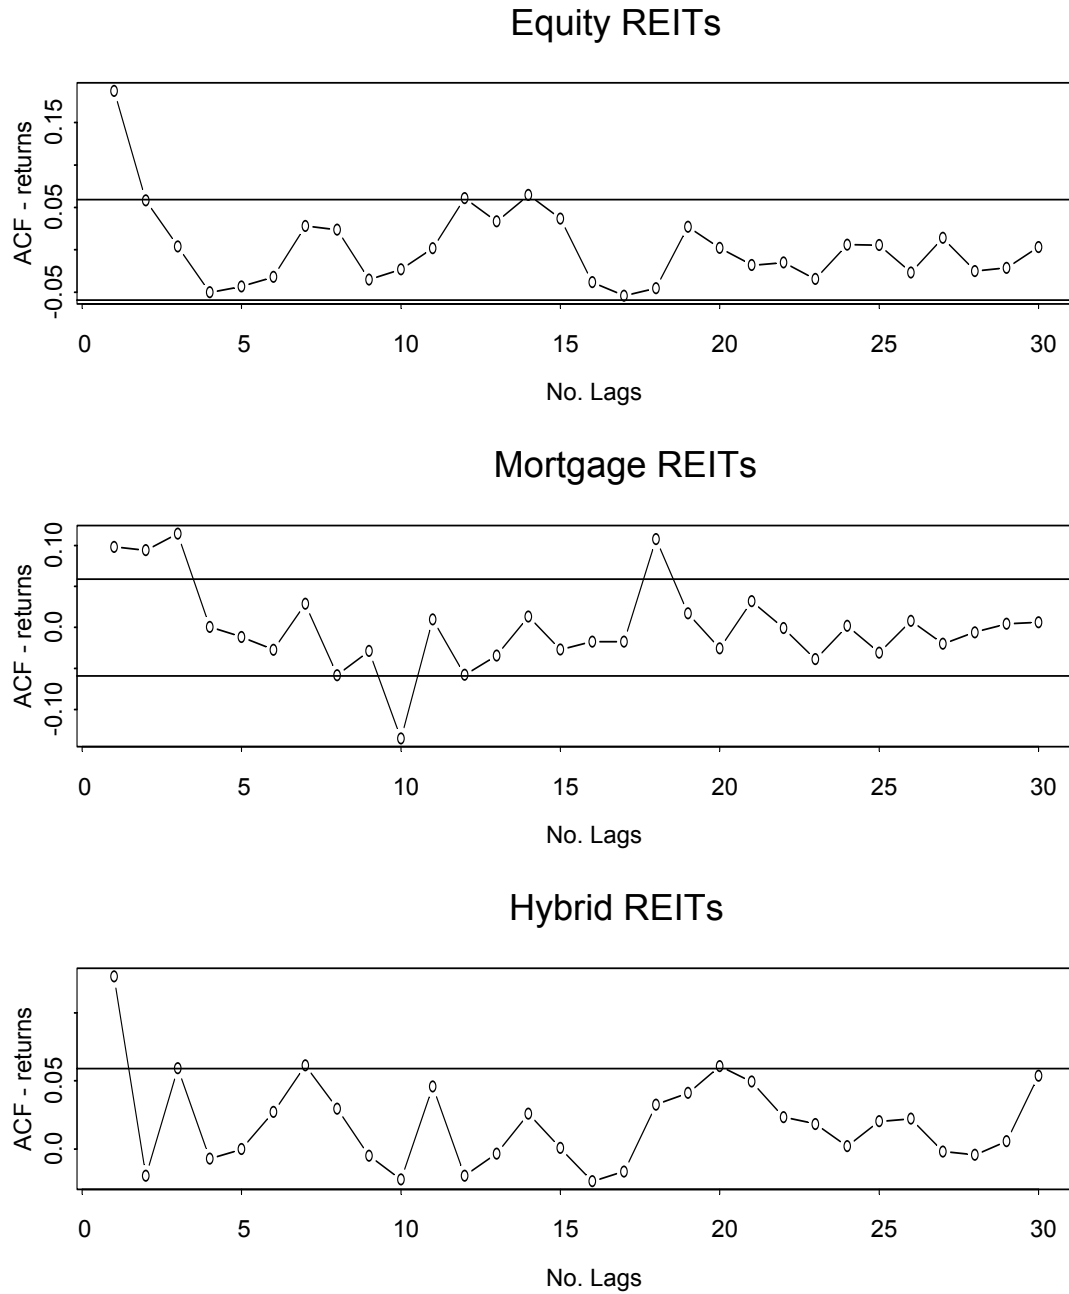 Equity REITs
ACF - returns
0.15
0.05
-0.05
0 5 10 15 20 25 30
No. Lags
Mortgage REITs
ACF - returns
0.10
0.0
-0.10
0 5 10 15 20 25 30
No. Lags
Hybrid REITs
ACF - returns
0.05
0.0
0 5 10 15 20 25 30
No. Lags